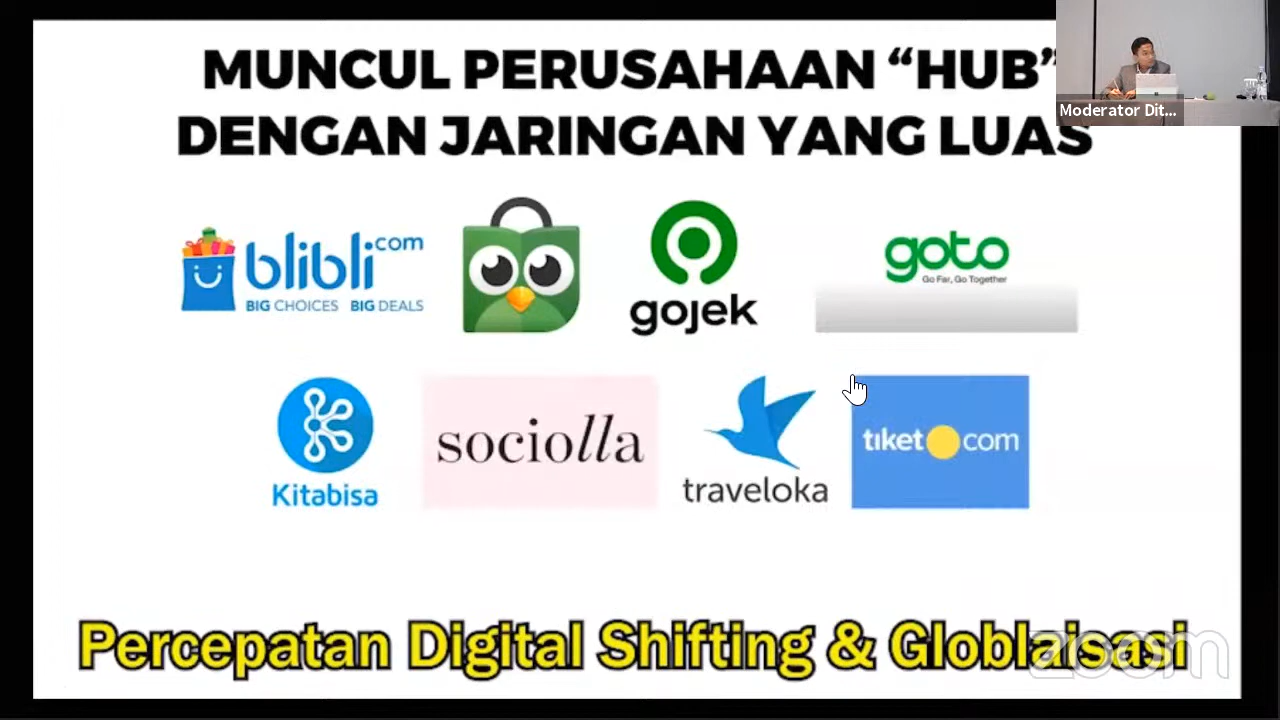 MUNCUL PERUSAHAAN “HUB”
DENGAN JARINGAN YANG LUAS
Moderator Dit...
blibli.com
BIG CHOICES BIG DEALS
gojek
goto
Go Far, Go Together
Kitabisa
sociolla
traveloka
tiket.com
Percepatan Digital Shifting & Globlaisasi
zoom